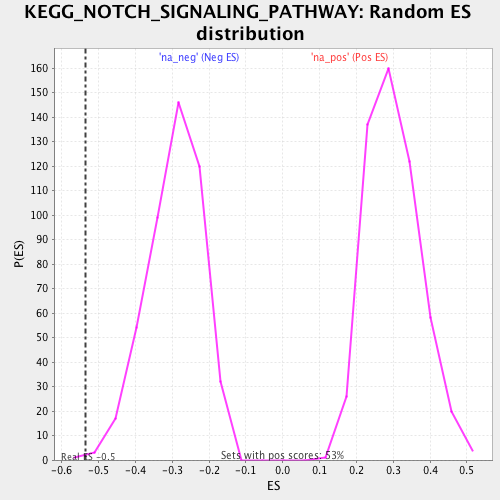 KEGG_NOTCH_SIGNALING_PATHWAY: Random ES
distribution
'na_neg' (Neg ES) 'na_pos' (Pos ES)
160
150
140
130
120
110
100
90
80
70
60
50
40
30
20
10
0
P(ES)
Real ES -0.5
Sets with pos scores: 53%
-0.6 -0.5 -0.4 -0.3 -0.2 -0.1 0.0 0.1 0.2 0.3 0.4 0.5
ES